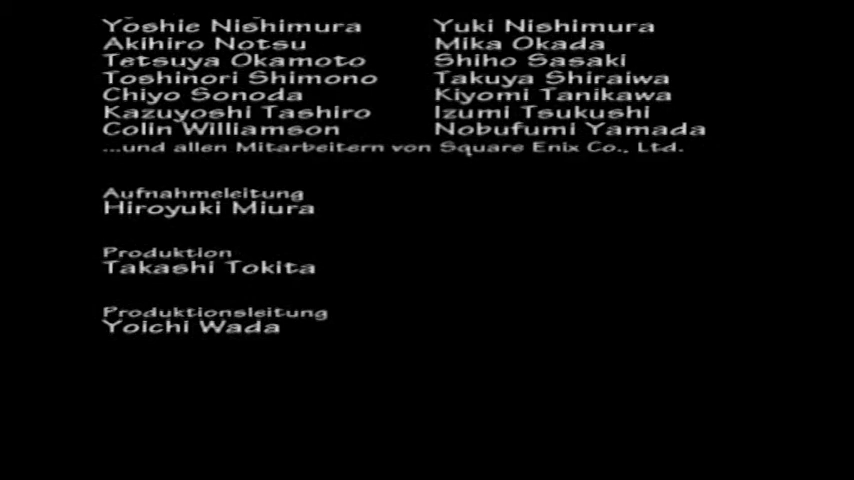 Yoshie Nishimura Yuki Nishimura
Akihiro Notsu Mika Okada
Tetsuya Okamoto Shiho Sasaki
Toshinori Shimono Takuya Shiraiwa
Chiyo Sonoda Kiyomi Tanikawa
Kazuyoshi Tashiro Izumi Tsukushi
Colin Williamson Nobufumi Yamada
...und allen Mitarbeitern von Square Enix Co., Ltd.
Aufnahmeleitung
Hiroyuki Miura
Produktion
Takashi Tokita
Produktionsleitung
Yoichi Wada